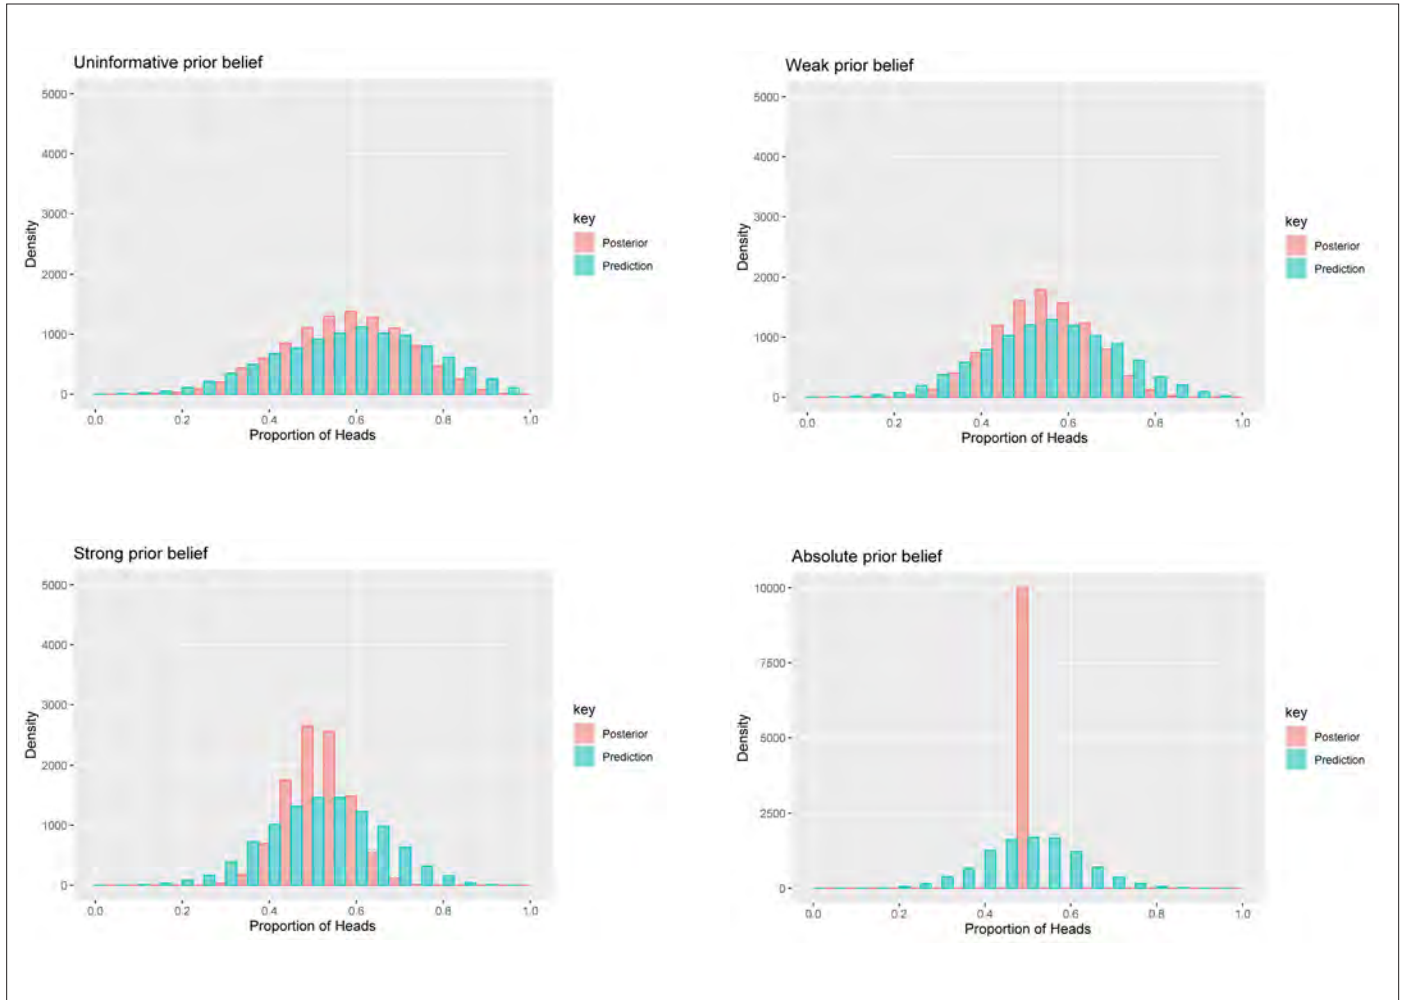 Uninformative prior belief
5000
4000
3000
2000
1000
0
Density
0.0 0.2 0.4 0.6 0.8 1.0
Proportion of Heads
key
Posterior
Prediction
Weak prior belief
5000
4000
3000
2000
1000
0
Density
0.0 0.2 0.4 0.6 0.8 1.0
Proportion of Heads
key
Posterior
Prediction
Strong prior belief
5000
4000
3000
2000
1000
0
Density
0.0 0.2 0.4 0.6 0.8 1.0
Proportion of Heads
key
Posterior
Prediction
Absolute prior belief
10000
7500
5000
2500
0
Density
0.0 0.2 0.4 0.6 0.8 1.0
Proportion of Heads
key
Posterior
Prediction